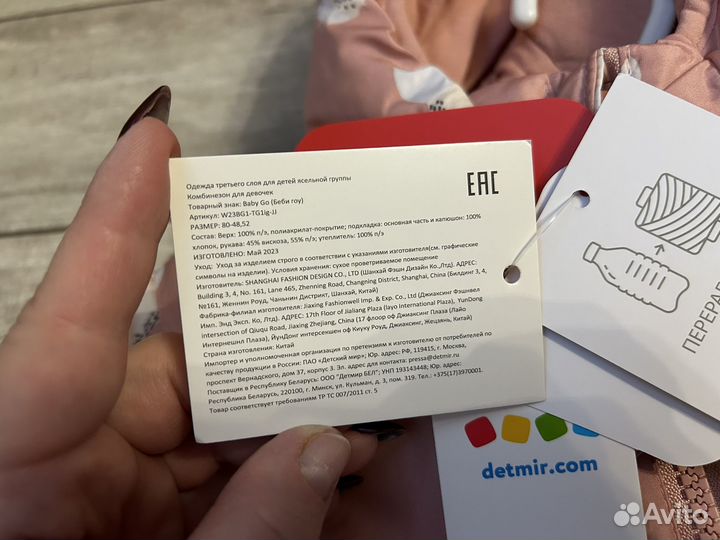 Одежда третьего слоя для детей ясельной группы
Комбинезон для девочек
Товарный знак: Baby Go (Беби гоу)
Артикул: W23BG1-TG1ig-JJ
РАЗМЕР: 80-48,52
Состав: Верх: 100% п/э, полиакрилат-покрытие; подкладка: основная часть и капюшон: 100%
хлопок, рукава: 45% вискоза, 55% п/э; утеплитель: 100% п/э
ИЗГОТОВЛЕНО: Май 2023
Уход: Уход за изделием строго в соответствии с указаниями изготовителя(см. графические
символы на изделии). Условия хранения: сухое проветриваемое помещение
Изготовитель: SHANGHAI FASHION DESIGN CO., LTD (Шанхай Фэшн Дизайн Ко.,Лтд). АДРЕС:
Building 3, 4, No. 161, Lane 465, Zhenning Road, Changning District, Shanghai, China (Билдинг 3, 4,
№161, Женнин Роуд, Чаньнин Дистрикт, Шанхай, Китай)
Фабрика-филиал изготовителя: Jiaxing Fashionwell Imp. & Exp. Co., Ltd (Джиаксинг Фэшнвел
Имп. Энд Эксп. Ко, Лтд). АДРЕС: 17th Floor of Jialiang Plaza (layo International Plaza), YunDong
intersection of Qiuqu Road, Jiaxing Zhejiang, China (17 флоор оф Джиаксинг Плаза (Лайо
Интернешнл Плаза), ЙунДонг интерсекшен оф Киуку Роуд, Джиаксинг, Жецзянь, Китай)
Страна изготовления: Китай
Импортер и уполномоченная организация по претензиям к изготовителю от потребителей по
качеству продукции в России: ПАО «Детский мир»; Юр. адрес: РФ, 119415, г. Москва,
проспект Вернадского, дом 37, корпус 3. Эл. адрес для контакта: pressa@detmir.ru
Поставщик в Республику Беларусь: ООО "Детмир БЕЛ"; УНП 193143448; Юр. адрес:
Республика Беларусь, 220100, г. Минск, ул. Кульман, д. 3, пом. 319. Тел.: +375(17)3970001.
Товар соответствует требованиям ТР ТС 007/2011 ст. 5
EAC
detmir.com
Avito